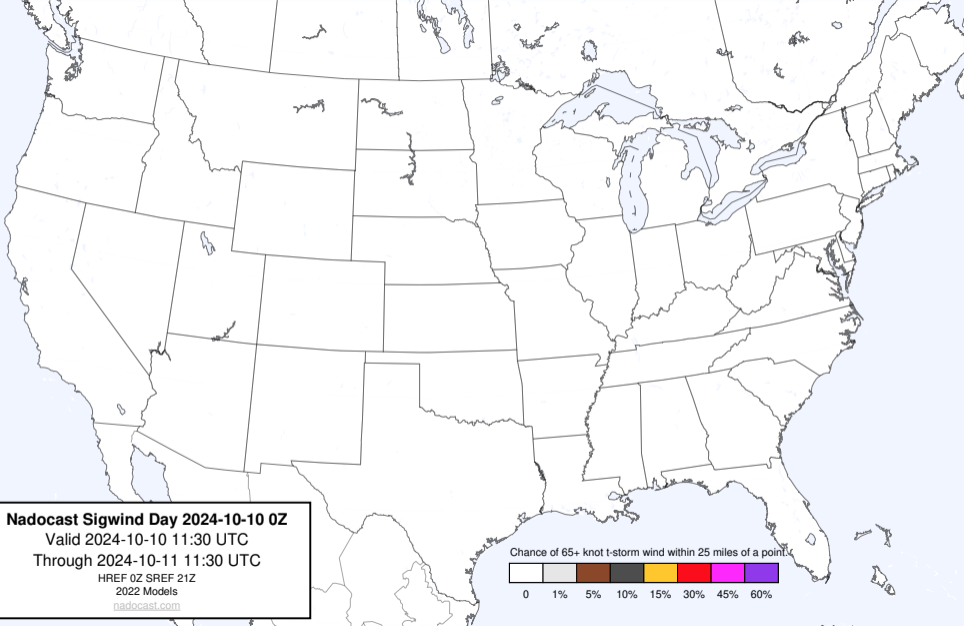 Nadocast Sigwind Day 2024-10-10 0Z
Valid 2024-10-10 11:30 UTC
Through 2024-10-11 11:30 UTC
HREF 0Z SREF 21Z
2022 Models
nadocast.com
Chance of 65+ knot t-storm wind within 25 miles of a point.
0 1% 5% 10% 15% 30% 45% 60%